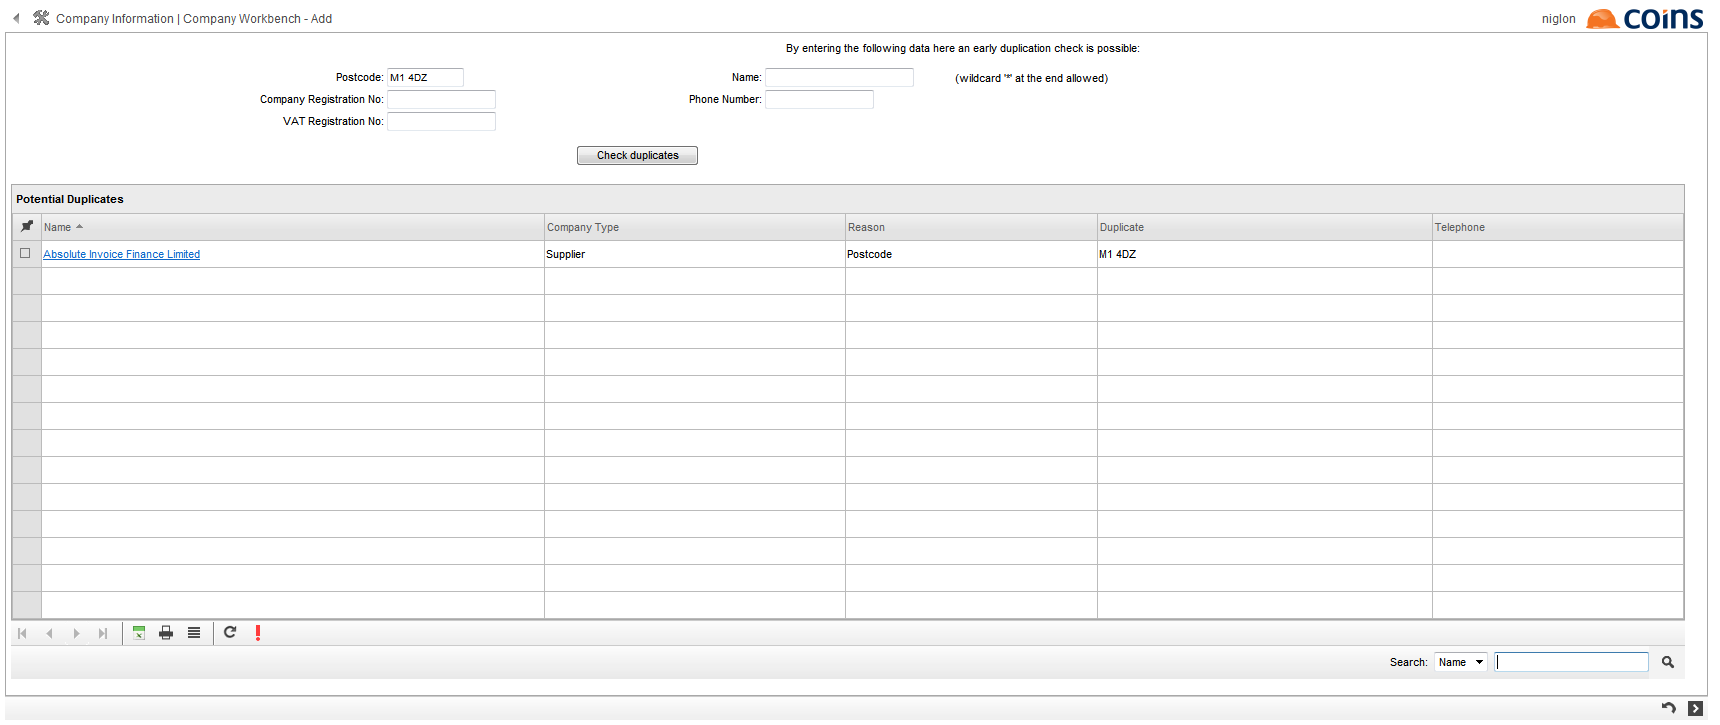 Company Information | Company Workbench - Add
niglon
coins
By entering the following data here an early duplication check is possible:
Postcode: M1 4DZ
Name:
(wildcard '*' at the end allowed)
Company Registration No:
Phone Number:
VAT Registration No:
Check duplicates
Potential Duplicates
Name Company Type Reason Duplicate Telephone
Absolute Invoice Finance Limited Supplier Postcode M1 4DZ
Search: Name